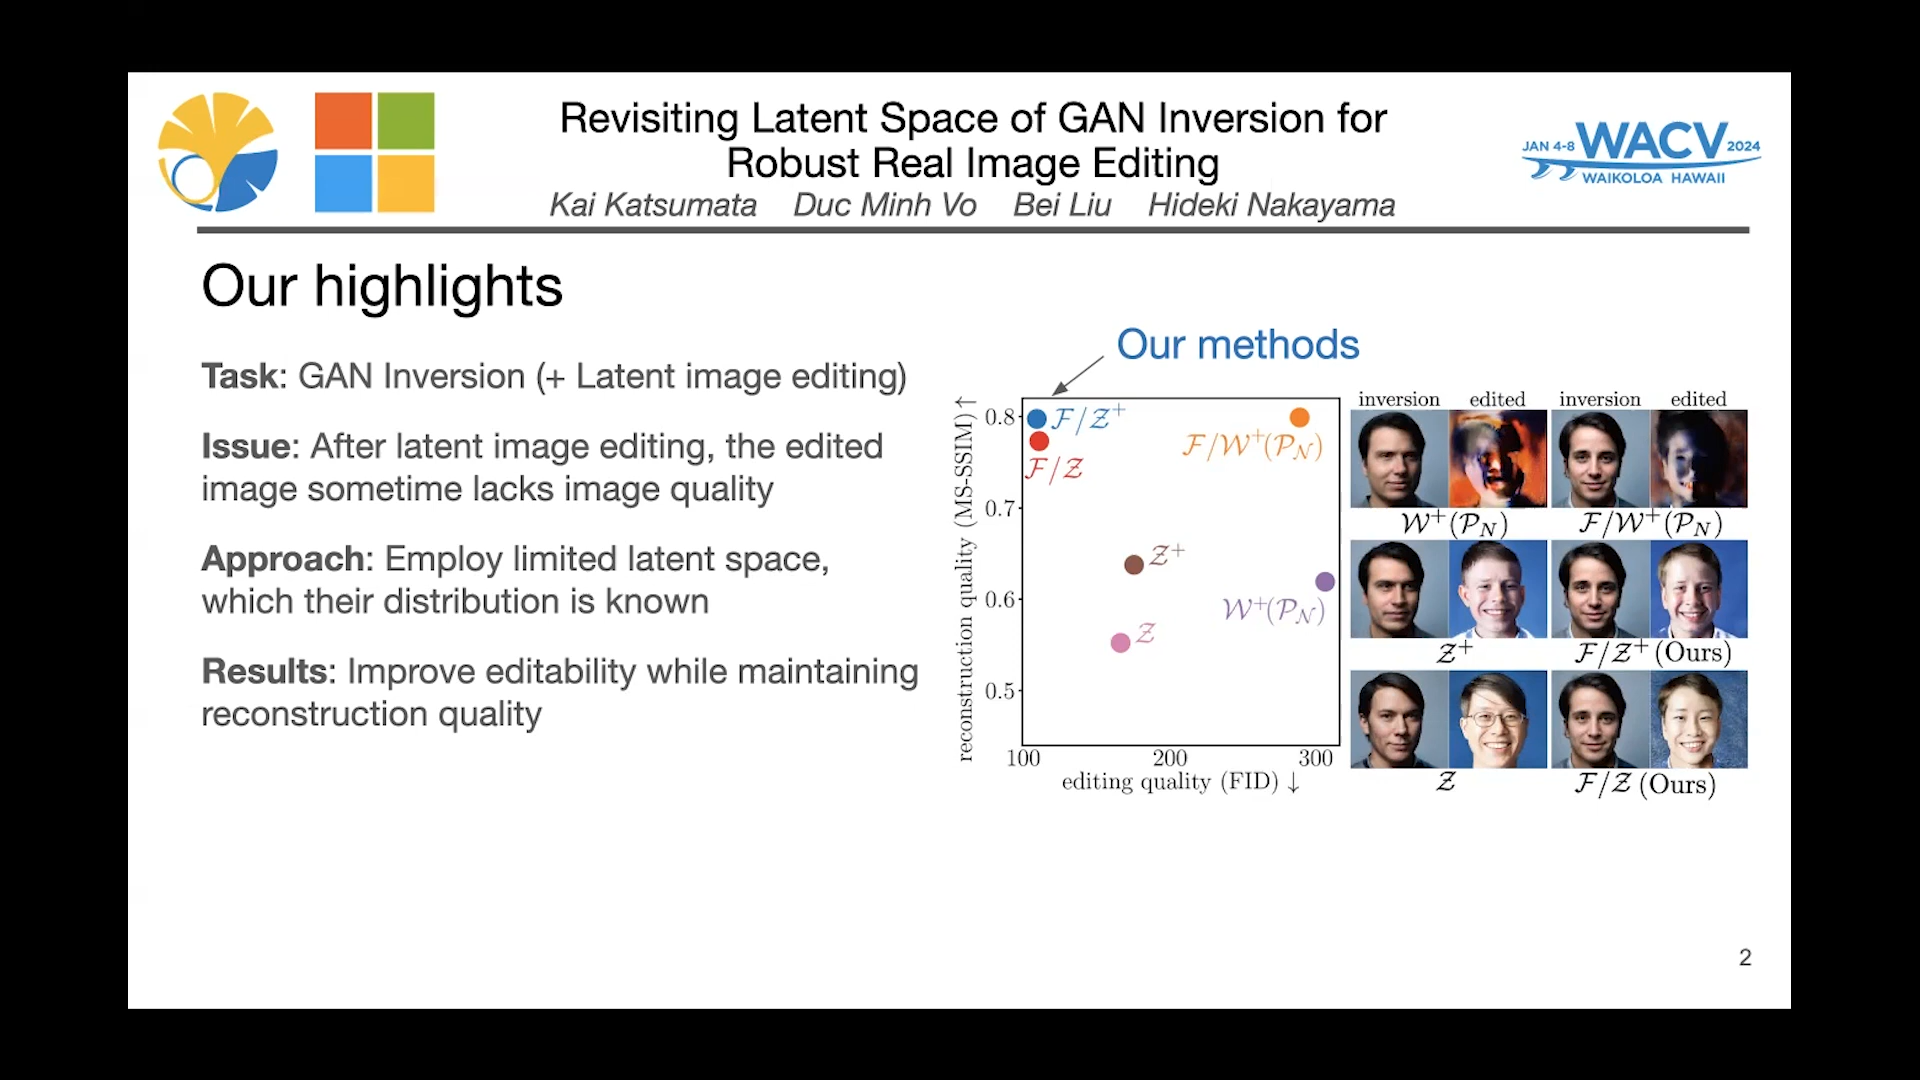 Revisiting Latent Space of GAN Inversion for
Robust Real Image Editing
Kai Katsumata Duc Minh Vo Bei Liu Hideki Nakayama
JAN 4-8 WACV 2024
WAIKOLOA HAWAII
Our highlights
Task: GAN Inversion (+ Latent image editing)
Issue: After latent image editing, the edited
image sometime lacks image quality
Approach: Employ limited latent space,
which their distribution is known
Results: Improve editability while maintaining
reconstruction quality
Our methods
reconstruction quality (MS-SSIM) ↑
0.8
0.7
0.6
0.5
100 200 300
editing quality (FID) ↓
F/Z⁺
F/Z
F/W⁺(P_N)
Z⁺
W⁺(P_N)
Z
inversion edited inversion edited
W⁺(P_N) F/W⁺(P_N)
Z⁺ F/Z⁺ (Ours)
Z F/Z (Ours)
2